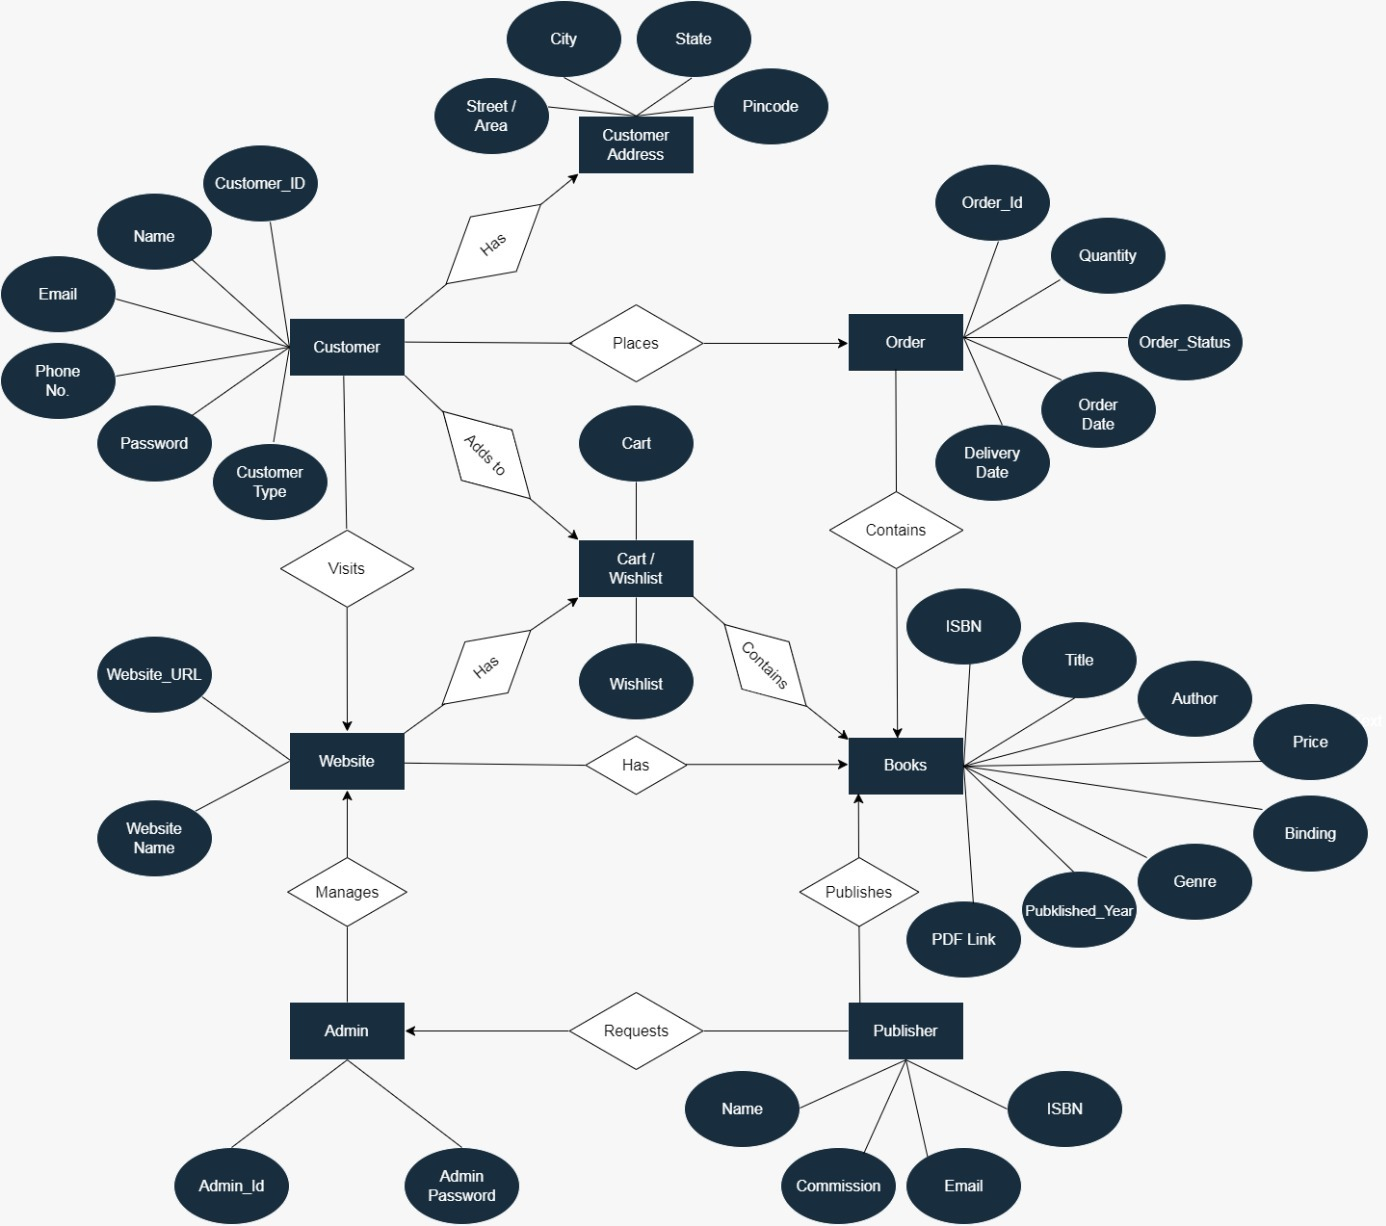 City
State
Street /
Area
Pincode
Customer
Address
Customer_ID
Order_Id
Name
Has
Quantity
Email
Customer
Places
Order
Order_Status
Phone
No.
Order
Date
Password
Adds to
Cart
Delivery
Date
Customer
Type
Contains
Visits
Cart /
Wishlist
ISBN
Website_URL
Has
Wishlist
Contains
Title
Author
Price
Website
Has
Books
Website
Name
Binding
Manages
Publishes
Genre
Pubklished_Year
PDF Link
Admin
Requests
Publisher
Name
ISBN
Admin_Id
Admin
Password
Commission
Email